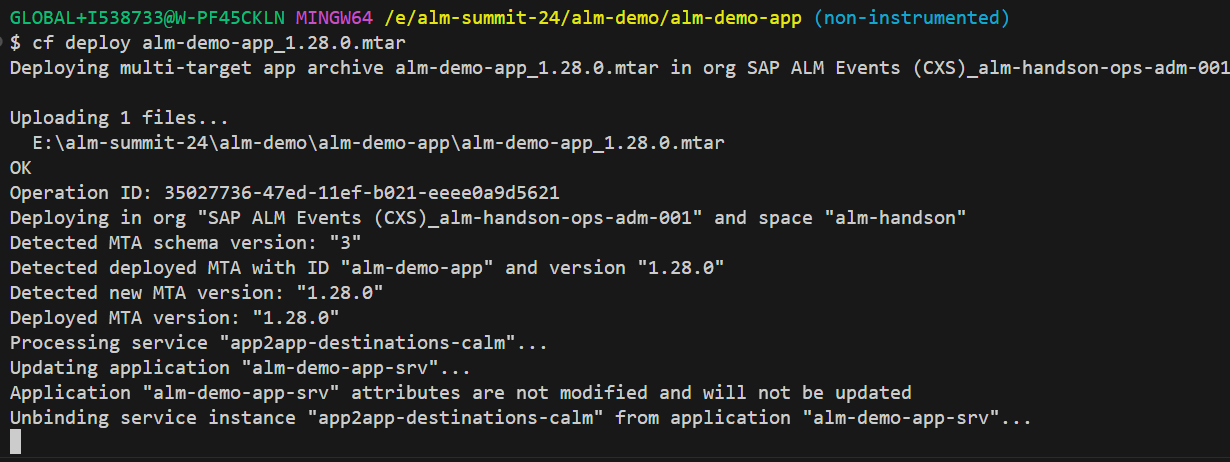 GLOBAL+I538733@W-PF45CKLN MINGW64 /e/alm-summit-24/alm-demo/alm-demo-app (non-instrumented)
$ cf deploy alm-demo-app_1.28.0.mtar
Deploying multi-target app archive alm-demo-app_1.28.0.mtar in org SAP ALM Events (CXS)_alm-handson-ops-adm-001
Uploading 1 files...
E:\alm-summit-24\alm-demo\alm-demo-app\alm-demo-app_1.28.0.mtar
OK
Operation ID: 35027736-47ed-11ef-b021-eeee0a9d5621
Deploying in org "SAP ALM Events (CXS)_alm-handson-ops-adm-001" and space "alm-handson"
Detected MTA schema version: "3"
Detected deployed MTA with ID "alm-demo-app" and version "1.28.0"
Detected new MTA version: "1.28.0"
Deployed MTA version: "1.28.0"
Processing service "app2app-destinations-calm"...
Updating application "alm-demo-app-srv"...
Application "alm-demo-app-srv" attributes are not modified and will not be updated
Unbinding service instance "app2app-destinations-calm" from application "alm-demo-app-srv"...